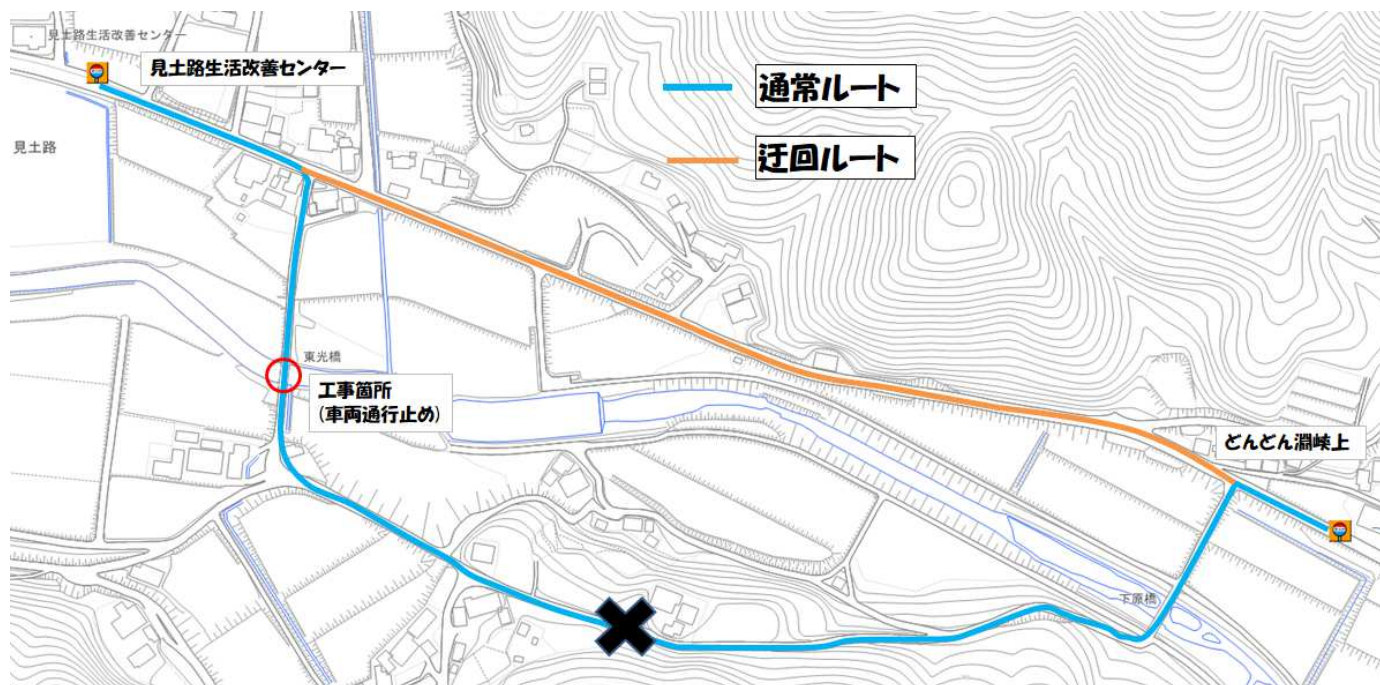 見土路生活改善センター
見土路生活改善センター
通常ルート
見土路
迂回ルート
東光橋
工事箇所
(車両通行止め)
どんどん淵峡上
下原橋